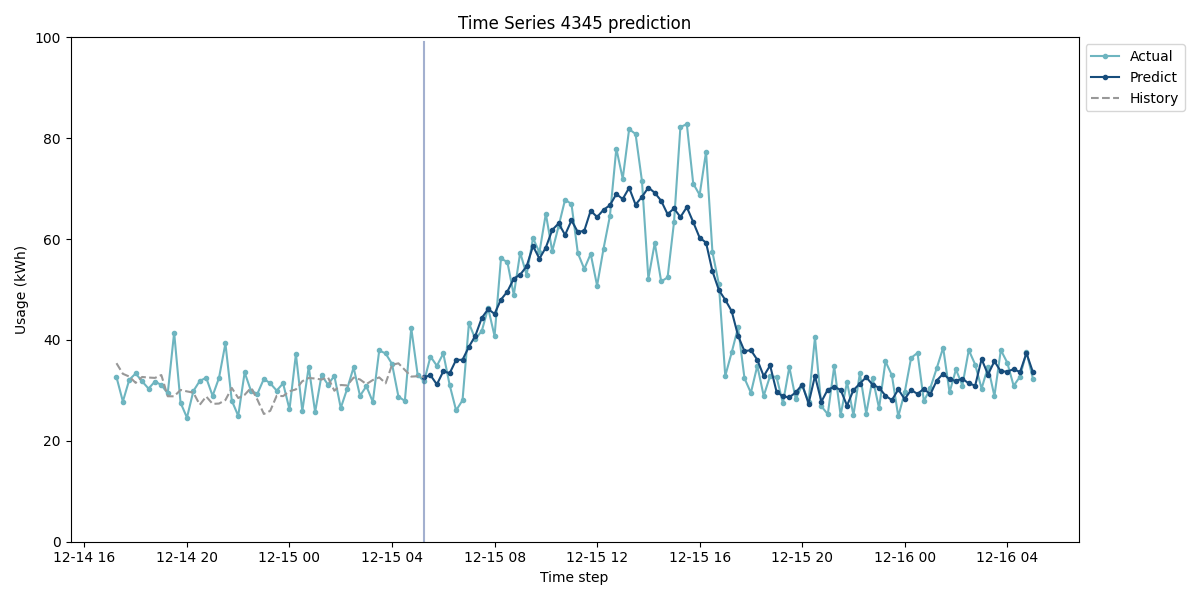 Time Series 4345 prediction
Usage (kWh)
100
80
60
40
20
0
12-14 16
12-14 20
12-15 00
12-15 04
12-15 08
12-15 12
12-15 16
12-15 20
12-16 00
12-16 04
Time step
Actual
Predict
History